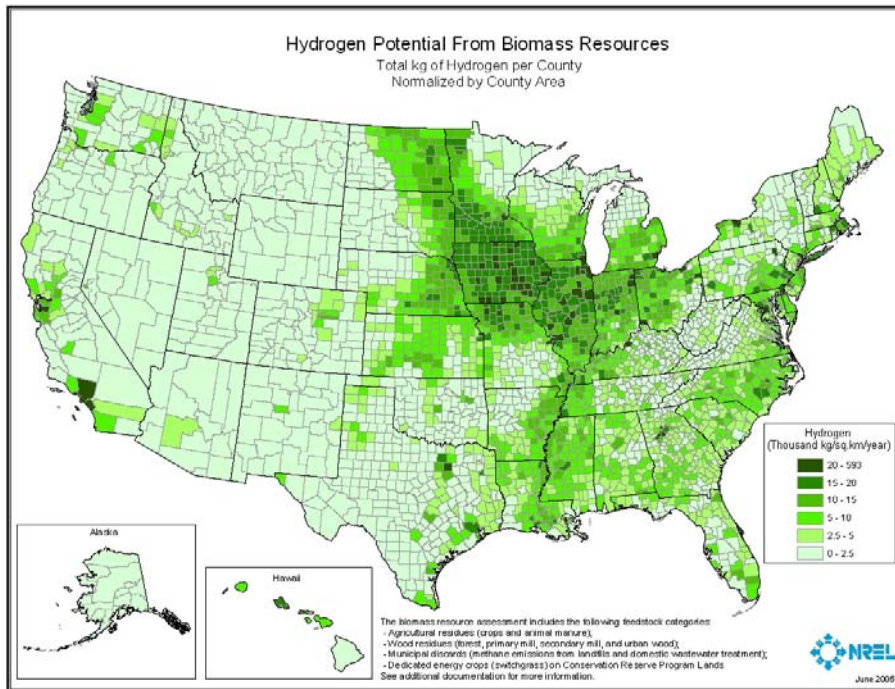 Hydrogen Potential From Biomass Resources
Total kg of Hydrogen per County
Normalized by County Area
Hydrogen
(Thousand kg/sq.km/year)
20 - 593
15 - 20
10 - 15
5 - 10
2.5 - 5
0 - 2.5
Alaska
Hawaii
The biomass resource assessment includes the following feedstock categories:
- Agricultural residues (crops and animal manure);
- Wood residues (forest, primary mill, secondary mill, and urban wood);
- Municipal discards (methane emissions from landfills and domestic wastewater treatment);
- Dedicated energy crops (switchgrass) on Conservation Reserve Program Lands
See additional documentation for more information.
NREL